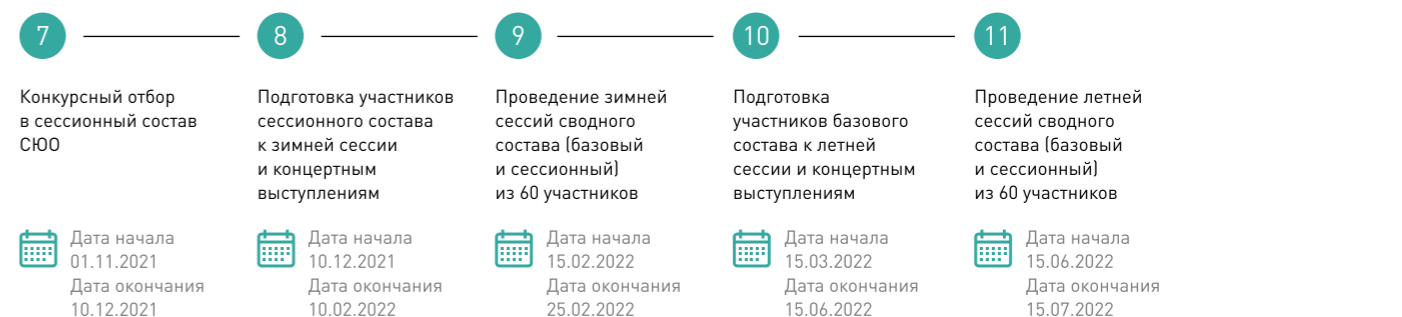 7
Конкурсный отбор
в сессионный состав
СЮО
Дата начала
01.11.2021
Дата окончания
10.12.2021
8
Подготовка участников
сессионного состава
к зимней сессии
и концертным
выступлениям
Дата начала
10.12.2021
Дата окончания
10.02.2022
9
Проведение зимней
сессий сводного
состава (базовый
и сессионный)
из 60 участников
Дата начала
15.02.2022
Дата окончания
25.02.2022
10
Подготовка
участников базового
состава к летней
сессии и концертным
выступлениям
Дата начала
15.03.2022
Дата окончания
15.06.2022
11
Проведение летней
сессий сводного
состава (базовый
и сессионный)
из 60 участников
Дата начала
15.06.2022
Дата окончания
15.07.2022